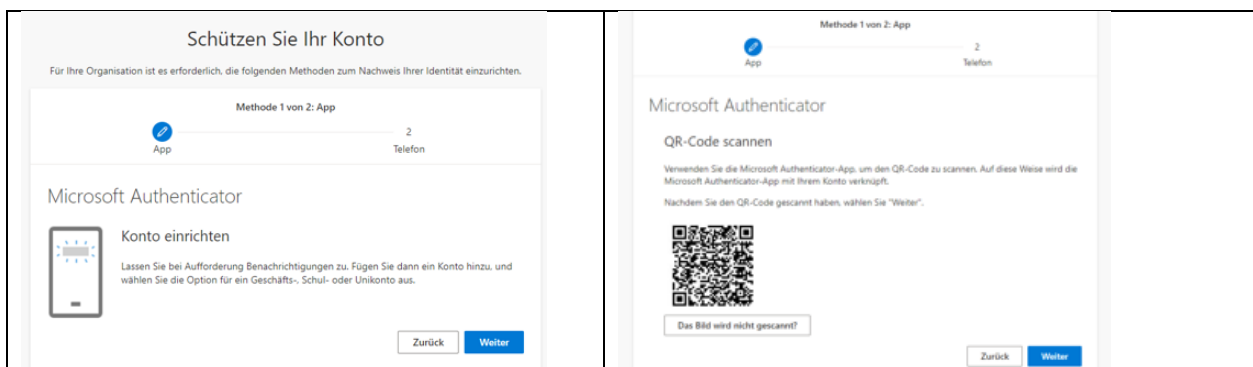 Schützen Sie Ihr Konto
Für Ihre Organisation ist es erforderlich, die folgenden Methoden zum Nachweis Ihrer Identität einzurichten.
Methode 1 von 2: App
2
App
Telefon
Microsoft Authenticator
Konto einrichten
Lassen Sie bei Aufforderung Benachrichtigungen zu. Fügen Sie dann ein Konto hinzu, und
wählen Sie die Option für ein Geschäfts-, Schul- oder Unikonto aus.
Zurück
Weiter
Methode 1 von 2: App
2
App
Telefon
Microsoft Authenticator
QR-Code scannen
Verwenden Sie die Microsoft Authenticator-App, um den QR-Code zu scannen. Auf diese Weise wird die
Microsoft Authenticator-App mit Ihrem Konto verknüpft.
Nachdem Sie den QR-Code gescannt haben, wählen Sie "Weiter".
Das Bild wird nicht gescannt?
Zurück
Weiter